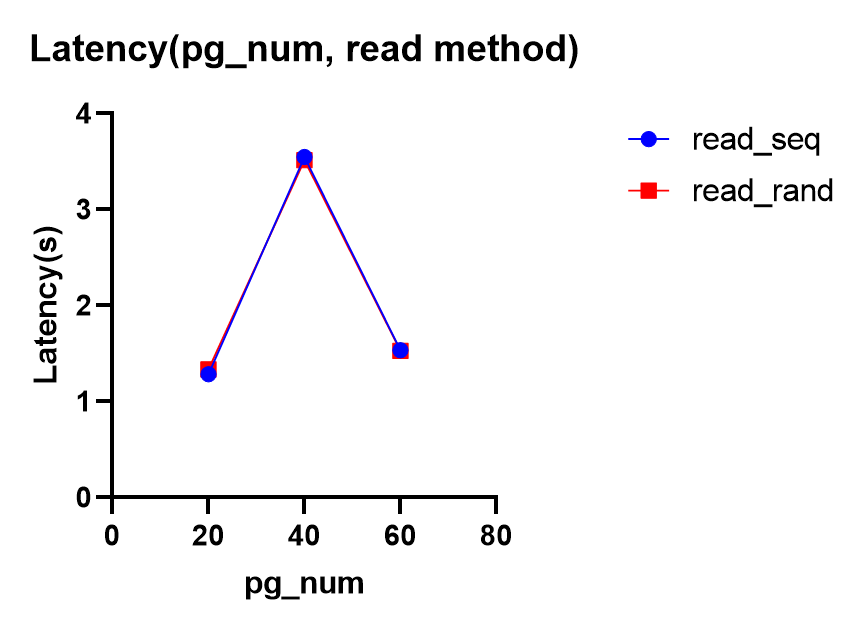 Latency(pg_num, read method)
4
3
2
1
0
Latency(s)
0 20 40 60 80
pg_num
read_seq
read_rand